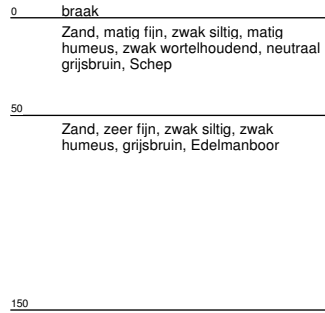 0 braak
Zand, matig fijn, zwak siltig, matig
humeus, zwak wortelhoudend, neutraal
grijsbruin, Schep
50
Zand, zeer fijn, zwak siltig, zwak
humeus, grijsbruin, Edelmanboor
150